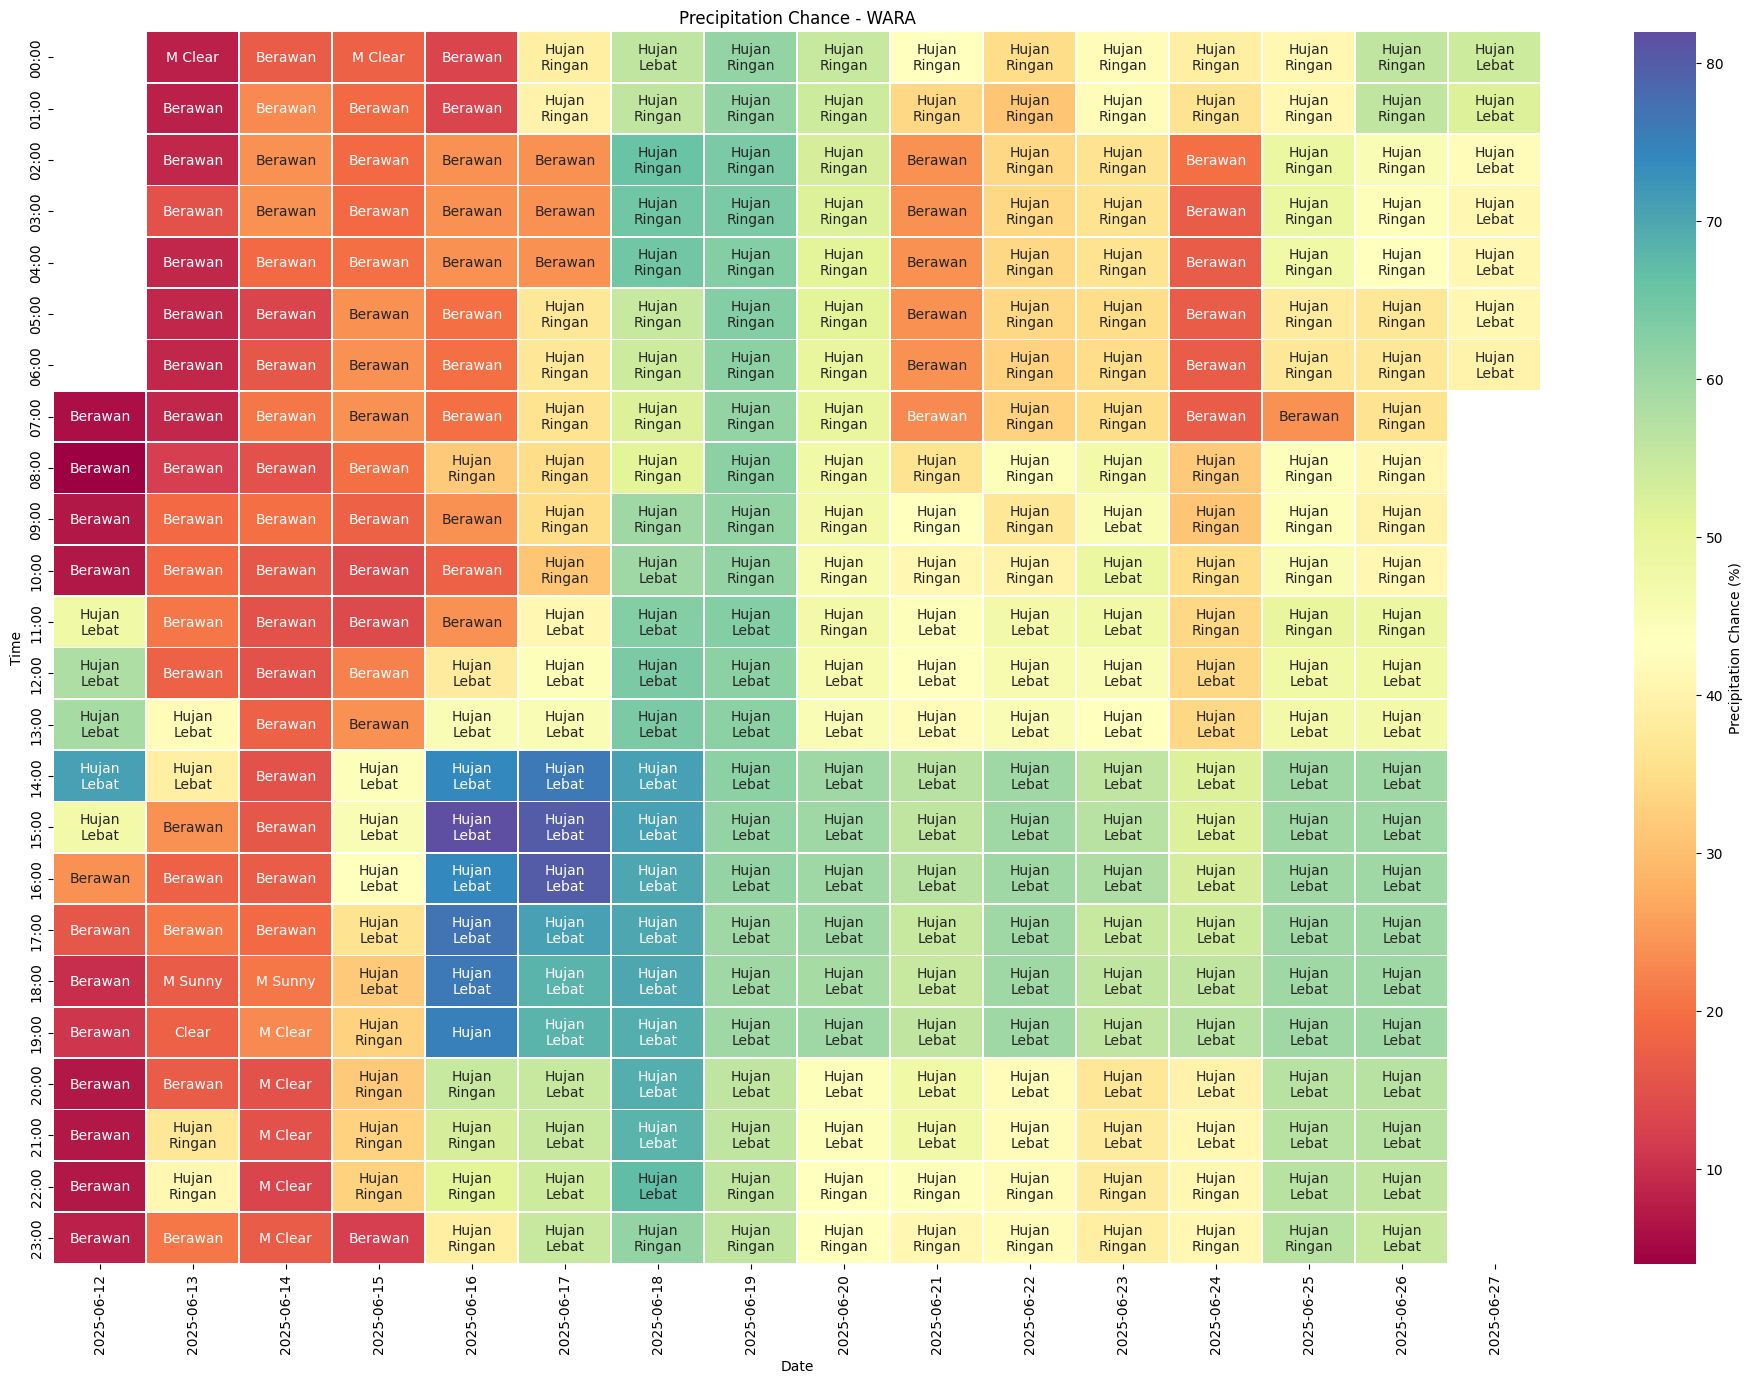 Precipitation Chance - WARA
00:00 M Clear Berawan M Clear Berawan Hujan Ringan Hujan Lebat Hujan Ringan Hujan Ringan Hujan Ringan Hujan Ringan Hujan Ringan Hujan Ringan Hujan Ringan Hujan Ringan Hujan Lebat
01:00 Berawan Berawan Berawan Berawan Hujan Ringan Hujan Ringan Hujan Ringan Hujan Ringan Hujan Ringan Hujan Ringan Hujan Ringan Hujan Ringan Hujan Ringan Hujan Ringan Hujan Lebat
02:00 Berawan Berawan Berawan Berawan Berawan Hujan Ringan Hujan Ringan Hujan Ringan Berawan Hujan Ringan Hujan Ringan Berawan Hujan Ringan Hujan Ringan Hujan Lebat
03:00 Berawan Berawan Berawan Berawan Berawan Hujan Ringan Hujan Ringan Hujan Ringan Berawan Hujan Ringan Hujan Ringan Berawan Hujan Ringan Hujan Ringan Hujan Lebat
04:00 Berawan Berawan Berawan Berawan Berawan Hujan Ringan Hujan Ringan Hujan Ringan Berawan Hujan Ringan Hujan Ringan Berawan Hujan Ringan Hujan Ringan Hujan Lebat
05:00 Berawan Berawan Berawan Berawan Hujan Ringan Hujan Ringan Hujan Ringan Hujan Ringan Berawan Hujan Ringan Hujan Ringan Berawan Hujan Ringan Hujan Ringan Hujan Lebat
06:00 Berawan Berawan Berawan Berawan Hujan Ringan Hujan Ringan Hujan Ringan Hujan Ringan Berawan Hujan Ringan Hujan Ringan Berawan Hujan Ringan Hujan Ringan Hujan Lebat
07:00 Berawan Berawan Berawan Berawan Berawan Hujan Ringan Hujan Ringan Hujan Ringan Hujan Ringan Berawan Hujan Ringan Hujan Ringan Berawan Berawan Hujan Ringan
08:00 Berawan Berawan Berawan Berawan Hujan Ringan Hujan Ringan Hujan Ringan Hujan Ringan Hujan Ringan Hujan Ringan Hujan Ringan Hujan Ringan Hujan Ringan Hujan Ringan Hujan Ringan
09:00 Berawan Berawan Berawan Berawan Berawan Hujan Ringan Hujan Ringan Hujan Ringan Hujan Ringan Hujan Ringan Hujan Ringan Hujan Lebat Hujan Ringan Hujan Ringan Hujan Ringan
10:00 Berawan Berawan Berawan Berawan Berawan Hujan Ringan Hujan Lebat Hujan Ringan Hujan Ringan Hujan Ringan Hujan Ringan Hujan Lebat Hujan Ringan Hujan Ringan Hujan Ringan
11:00 Hujan Lebat Berawan Berawan Berawan Berawan Hujan Lebat Hujan Lebat Hujan Lebat Hujan Ringan Hujan Lebat Hujan Lebat Hujan Lebat Hujan Ringan Hujan Ringan Hujan Ringan
12:00 Hujan Lebat Berawan Berawan Berawan Hujan Lebat Hujan Lebat Hujan Lebat Hujan Lebat Hujan Lebat Hujan Lebat Hujan Lebat Hujan Lebat Hujan Lebat Hujan Lebat Hujan Lebat
13:00 Hujan Lebat Hujan Lebat Berawan Berawan Hujan Lebat Hujan Lebat Hujan Lebat Hujan Lebat Hujan Lebat Hujan Lebat Hujan Lebat Hujan Lebat Hujan Lebat Hujan Lebat Hujan Lebat
14:00 Hujan Lebat Hujan Lebat Berawan Hujan Lebat Hujan Lebat Hujan Lebat Hujan Lebat Hujan Lebat Hujan Lebat Hujan Lebat Hujan Lebat Hujan Lebat Hujan Lebat Hujan Lebat Hujan Lebat
15:00 Hujan Lebat Berawan Berawan Hujan Lebat Hujan Lebat Hujan Lebat Hujan Lebat Hujan Lebat Hujan Lebat Hujan Lebat Hujan Lebat Hujan Lebat Hujan Lebat Hujan Lebat Hujan Lebat
16:00 Berawan Berawan Berawan Hujan Lebat Hujan Lebat Hujan Lebat Hujan Lebat Hujan Lebat Hujan Lebat Hujan Lebat Hujan Lebat Hujan Lebat Hujan Lebat Hujan Lebat Hujan Lebat
17:00 Berawan Berawan Berawan Hujan Lebat Hujan Lebat Hujan Lebat Hujan Lebat Hujan Lebat Hujan Lebat Hujan Lebat Hujan Lebat Hujan Lebat Hujan Lebat Hujan Lebat Hujan Lebat
18:00 Berawan M Sunny M Sunny Hujan Lebat Hujan Lebat Hujan Lebat Hujan Lebat Hujan Lebat Hujan Lebat Hujan Lebat Hujan Lebat Hujan Lebat Hujan Lebat Hujan Lebat Hujan Lebat
19:00 Berawan Clear M Clear Hujan Ringan Hujan Hujan Lebat Hujan Lebat Hujan Lebat Hujan Lebat Hujan Lebat Hujan Lebat Hujan Lebat Hujan Lebat Hujan Lebat Hujan Lebat
20:00 Berawan Berawan M Clear Hujan Ringan Hujan Ringan Hujan Lebat Hujan Lebat Hujan Lebat Hujan Lebat Hujan Lebat Hujan Lebat Hujan Lebat Hujan Lebat Hujan Lebat Hujan Lebat
21:00 Berawan Hujan Ringan M Clear Hujan Ringan Hujan Ringan Hujan Lebat Hujan Lebat Hujan Lebat Hujan Lebat Hujan Lebat Hujan Lebat Hujan Lebat Hujan Lebat Hujan Lebat Hujan Lebat
22:00 Berawan Hujan Ringan M Clear Hujan Ringan Hujan Ringan Hujan Lebat Hujan Lebat Hujan Ringan Hujan Ringan Hujan Ringan Hujan Ringan Hujan Ringan Hujan Ringan Hujan Lebat Hujan Lebat
23:00 Berawan Berawan M Clear Berawan Hujan Ringan Hujan Lebat Hujan Ringan Hujan Ringan Hujan Ringan Hujan Ringan Hujan Ringan Hujan Ringan Hujan Ringan Hujan Ringan Hujan Lebat
2025-06-12 2025-06-13 2025-06-14 2025-06-15 2025-06-16 2025-06-17 2025-06-18 2025-06-19 2025-06-20 2025-06-21 2025-06-22 2025-06-23 2025-06-24 2025-06-25 2025-06-26 2025-06-27
Date
Time
80
70
60
50
40
30
20
10
Precipitation Chance (%)